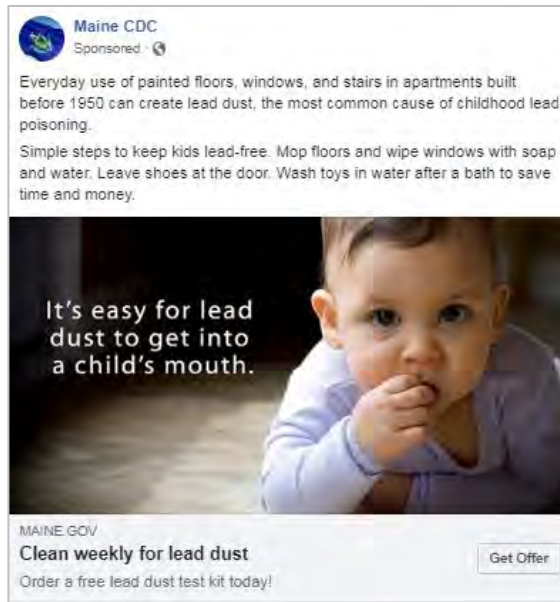 Maine CDC
Sponsored ·
Everyday use of painted floors, windows, and stairs in apartments built
before 1950 can create lead dust, the most common cause of childhood lead
poisoning.
Simple steps to keep kids lead-free. Mop floors and wipe windows with soap
and water. Leave shoes at the door. Wash toys in water after a bath to save
time and money.
It's easy for lead
dust to get into
a child's mouth.
MAINE.GOV
Clean weekly for lead dust
Get Offer
Order a free lead dust test kit today!